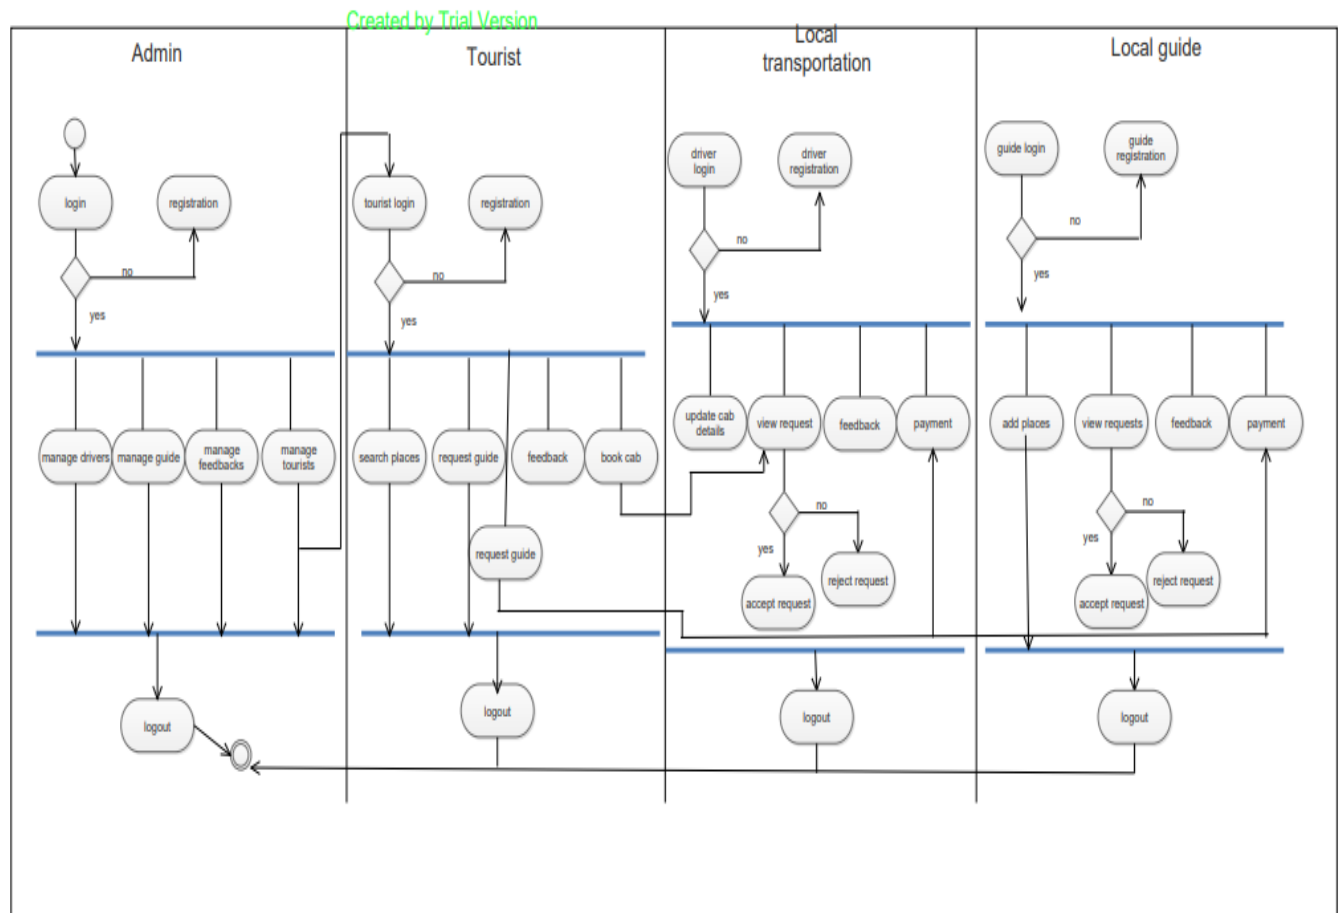 Created by Trial Version
Admin
Tourist
Local
transportation
Local guide
login
registration
no
yes
manage drivers
manage guide
manage
feedbacks
manage
tourists
logout
tourist login
registration
no
yes
search places
request guide
feedback
book cab
request guide
logout
driver
login
driver
registration
no
yes
update cab
details
view request
feedback
payment
no
yes
reject request
accept request
logout
guide login
guide
registration
no
yes
add places
view requests
feedback
payment
no
yes
reject request
accept request
logout